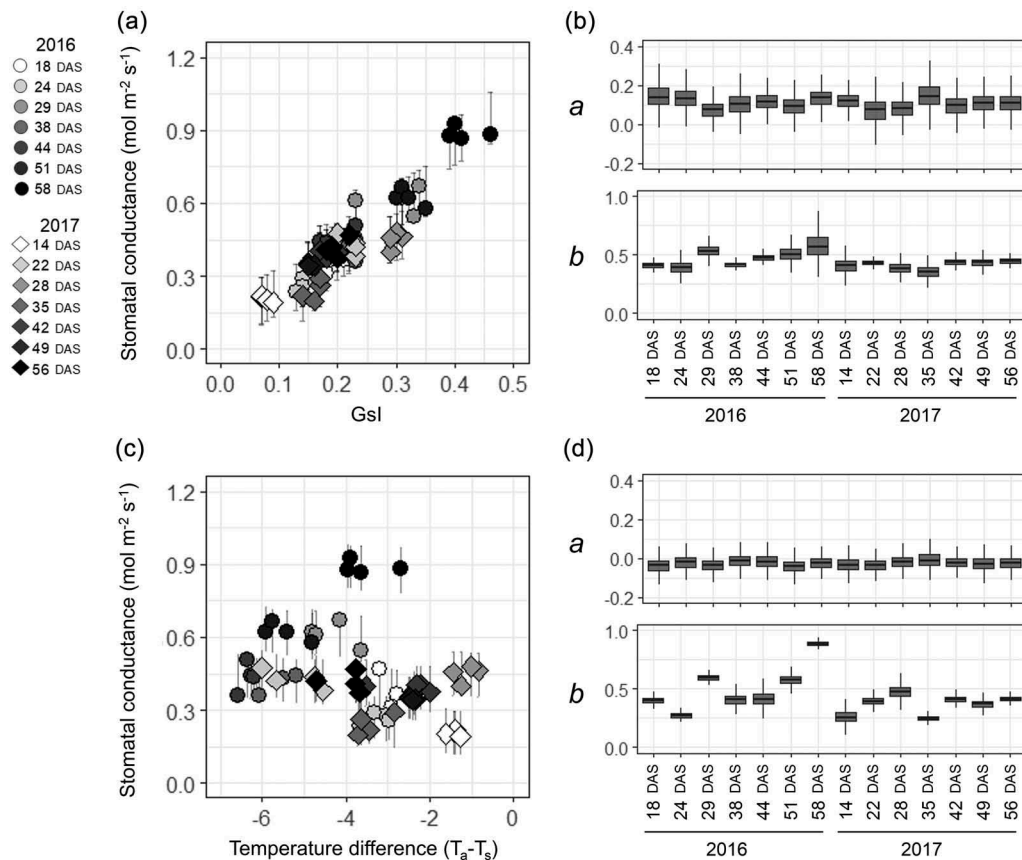 2016
18 DAS
24 DAS
29 DAS
38 DAS
44 DAS
51 DAS
58 DAS
2017
14 DAS
22 DAS
28 DAS
35 DAS
42 DAS
49 DAS
56 DAS
(a)
Stomatal conductance (mol m⁻² s⁻¹)
1.2
0.9
0.6
0.3
0.0
0.0 0.1 0.2 0.3 0.4 0.5
GsI
(b)
a
0.4
0.2
0.0
-0.2
b
1.0
0.5
0.0
18 DAS
24 DAS
29 DAS
38 DAS
44 DAS
51 DAS
58 DAS
14 DAS
22 DAS
28 DAS
35 DAS
42 DAS
49 DAS
56 DAS
2016 2017
(c)
Stomatal conductance (mol m⁻² s⁻¹)
1.2
0.9
0.6
0.3
0.0
-6 -4 -2 0
Temperature difference (Tₐ-Tₛ)
(d)
a
0.4
0.2
0.0
-0.2
b
1.0
0.5
0.0
18 DAS
24 DAS
29 DAS
38 DAS
44 DAS
51 DAS
58 DAS
14 DAS
22 DAS
28 DAS
35 DAS
42 DAS
49 DAS
56 DAS
2016 2017